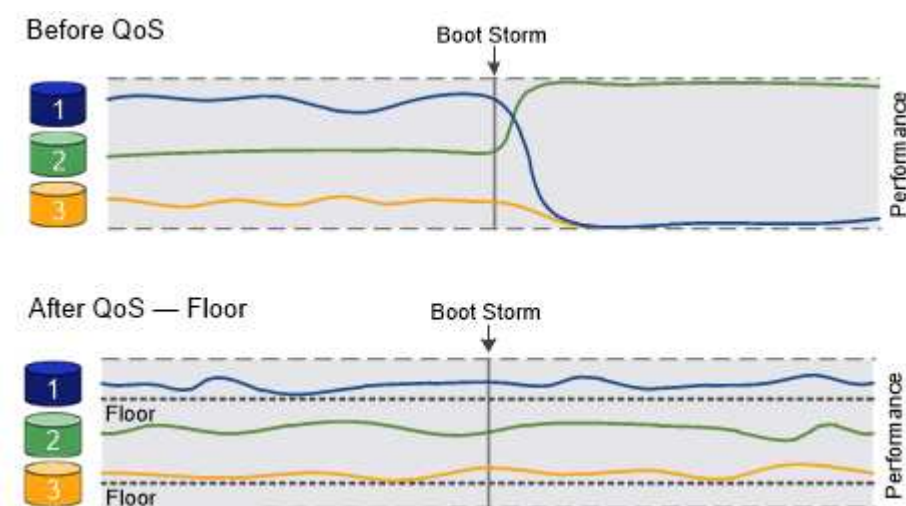 Before QoS
Boot Storm
1
2
3
Performance
After QoS — Floor
Boot Storm
1
Floor
2
3
Floor
Performance